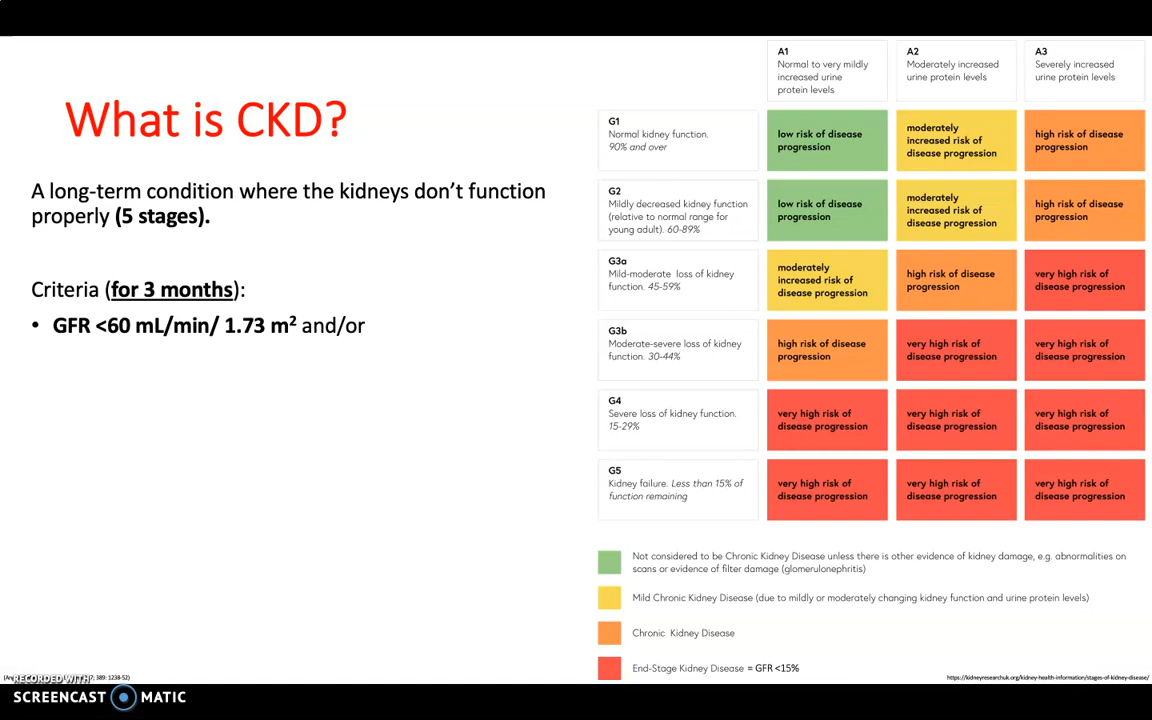 What is CKD?
A long-term condition where the kidneys don't function
properly (5 stages).
Criteria (for 3 months):
• GFR <60 mL/min/ 1.73 m² and/or
A1
Normal to very mildly
increased urine
protein levels
A2
Moderately increased
urine protein levels
A3
Severely increased
urine protein levels
G1
Normal kidney function.
90% and over
low risk of disease
progression
moderately
increased risk of
disease progression
high risk of disease
progression
G2
Mildly decreased kidney function
(relative to normal range for
young adult). 60-89%
low risk of disease
progression
moderately
increased risk of
disease progression
high risk of disease
progression
G3a
Mild-moderate loss of kidney
function. 45-59%
moderately
increased risk of
disease progression
high risk of disease
progression
very high risk of
disease progression
G3b
Moderate-severe loss of kidney
function. 30-44%
high risk of disease
progression
very high risk of
disease progression
very high risk of
disease progression
G4
Severe loss of kidney function.
15-29%
very high risk of
disease progression
very high risk of
disease progression
very high risk of
disease progression
G5
Kidney failure. Less than 15% of
function remaining
very high risk of
disease progression
very high risk of
disease progression
very high risk of
disease progression
Not considered to be Chronic Kidney Disease unless there is other evidence of kidney damage, e.g. abnormalities on
scans or evidence of filter damage (glomerulonephritis)
Mild Chronic Kidney Disease (due to mildly or moderately changing kidney function and urine protein levels)
Chronic Kidney Disease
End-Stage Kidney Disease = GFR <15%
389: 1238-52)
https://kidneyresearchuk.org/kidney-health-information/stages-of-kidney-disease/
RECORDED WITH
SCREENCAST MATIC